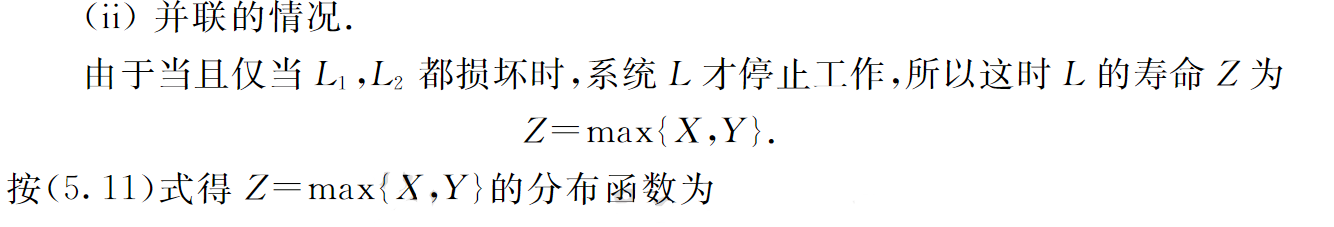 (ii) 并联的情况.
由于当且仅当 L₁,L₂ 都损坏时,系统 L 才停止工作,所以这时 L 的寿命 Z 为
Z=max{X,Y}.
按(5.11)式得 Z=max{X,Y}的分布函数为